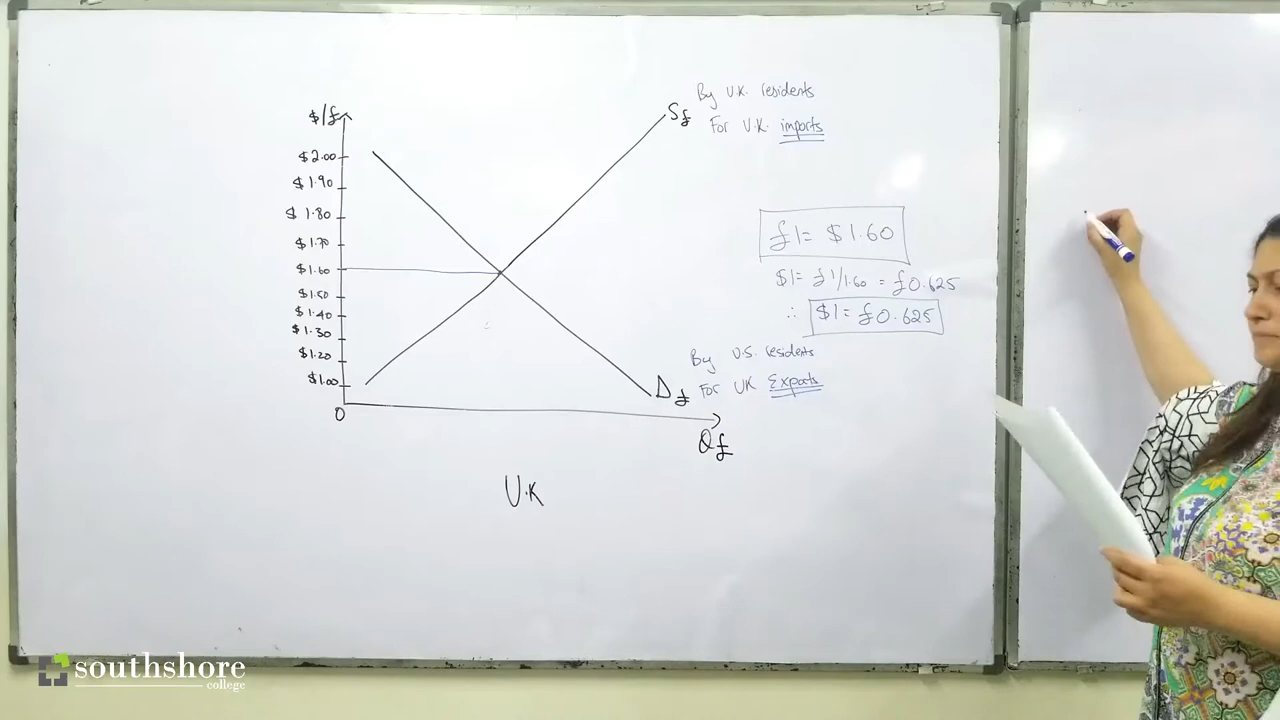 $/£
$2.00
$1.90
$1.80
$1.70
$1.60
$1.50
$1.40
$1.30
$1.20
$1.00
0
S£
By U.K. residents
For U.K. imports
£1= $1.60
$1= £1/1.60 = £0.625
∴ $1= £0.625
By U.S. residents
For UK Exports
D£
Q£
U.K
southshore
college